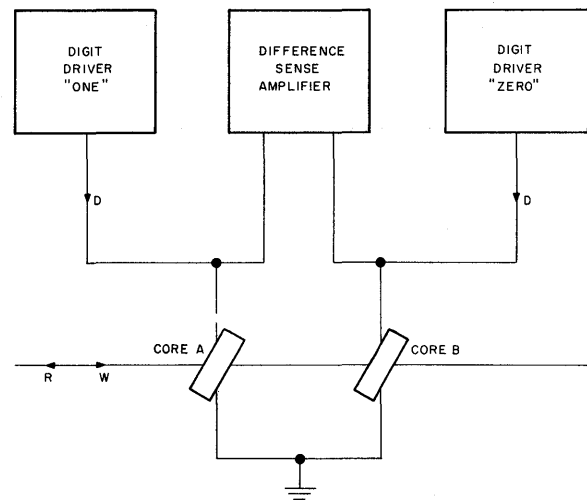 DIGIT
DRIVER
"ONE"
DIFFERENCE
SENSE
AMPLIFIER
DIGIT
DRIVER
"ZERO"
D
D
CORE A
CORE B
R
W